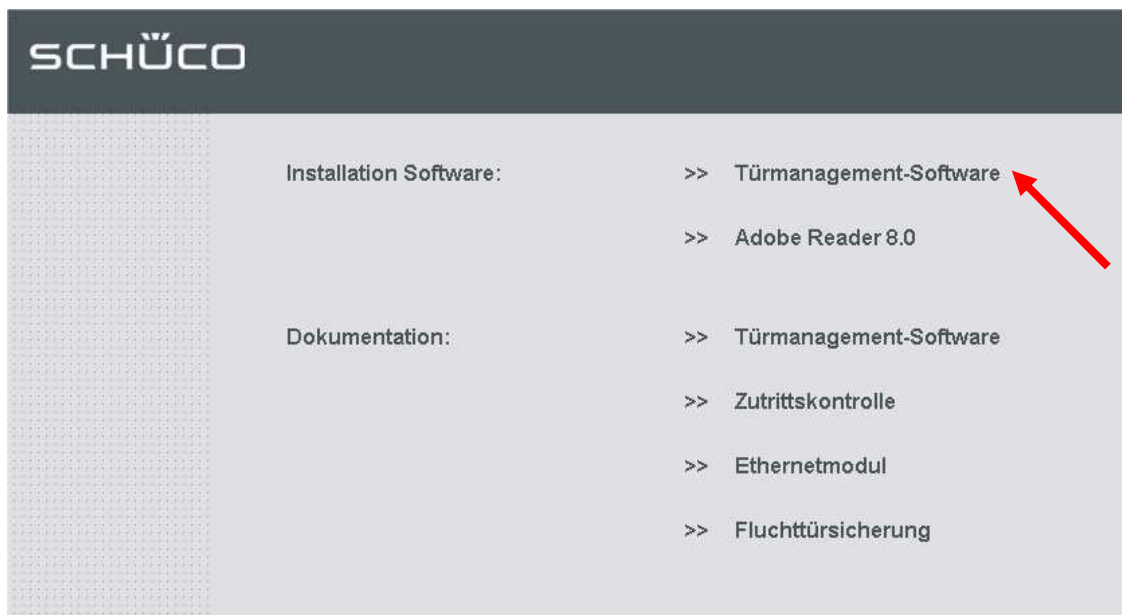 SCHÜCO
Installation Software: >> Türmanagement-Software
>> Adobe Reader 8.0
Dokumentation: >> Türmanagement-Software
>> Zutrittskontrolle
>> Ethernetmodul
>> Fluchttürsicherung